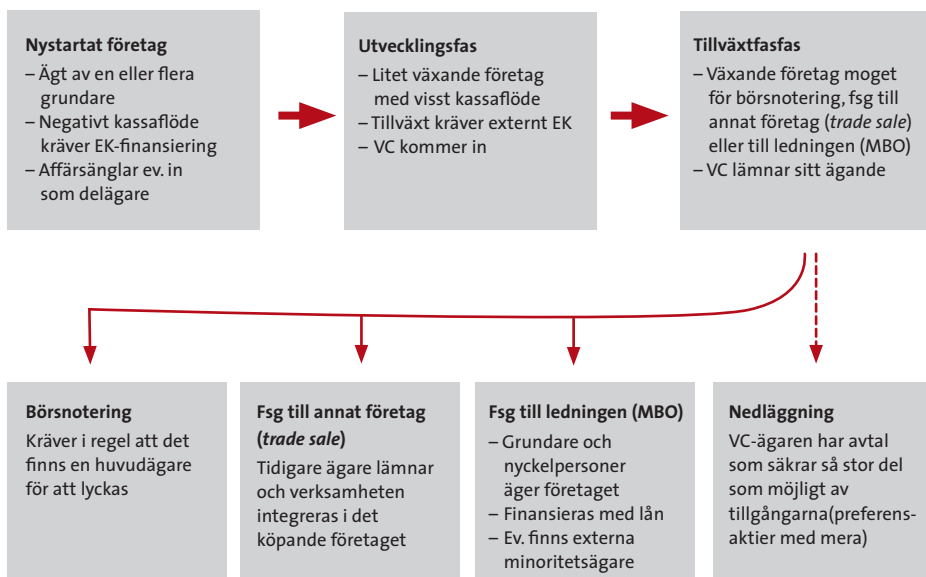 Nystartat företag
– Ägt av en eller flera
grundare
– Negativt kassaflöde
kräver EK-finansiering
– Affärsänglar ev. in
som delägare
Utvecklingsfas
– Litet växande företag
med visst kassaflöde
– Tillväxt kräver externt EK
– VC kommer in
Tillväxtfasfas
– Växande företag moget
för börsnotering, fsg till
annat företag (trade sale)
eller till ledningen (MBO)
– VC lämnar sitt ägande
Börsnotering
Kräver i regel att det
finns en huvudägare
för att lyckas
Fsg till annat företag
(trade sale)
Tidigare ägare lämnar
och verksamheten
integreras i det
köpande företaget
Fsg till ledningen (MBO)
– Grundare och
nyckelpersoner
äger företaget
– Finansieras med lån
– Ev. finns externa
minoritetsägare
Nedläggning
VC-ägaren har avtal
som säkrar så stor del
som möjligt av
tillgångarna(preferens-
aktier med mera)